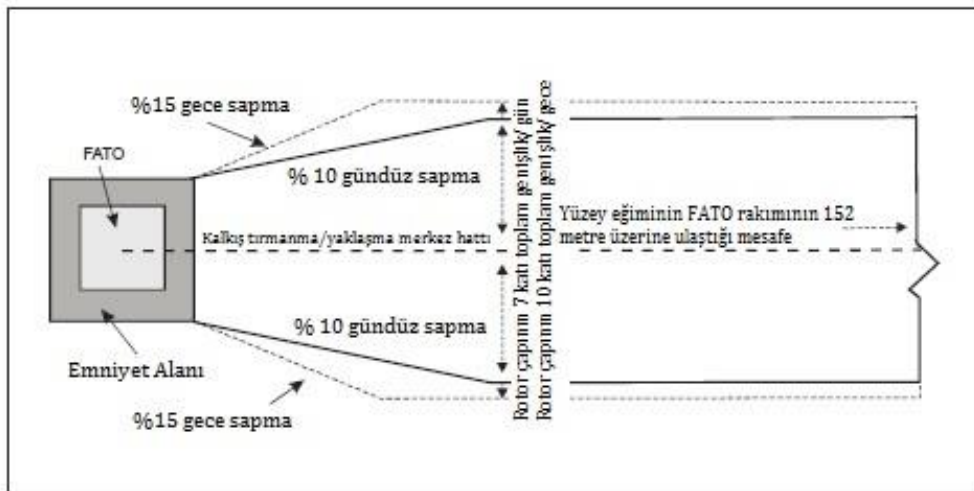 %15 gece sapma
FATO
% 10 gündüz sapma
Kalkış tırmanma/yaklaşma merkez hattı
Rotor çapının 7 katı toplam genişlik/ gün
Rotor çapının 10 katı toplam genişlik/ gece
Yüzey eğiminin FATO rakımının 152
metre üzerine ulaştığı mesafe
% 10 gündüz sapma
Emniyet Alanı
%15 gece sapma